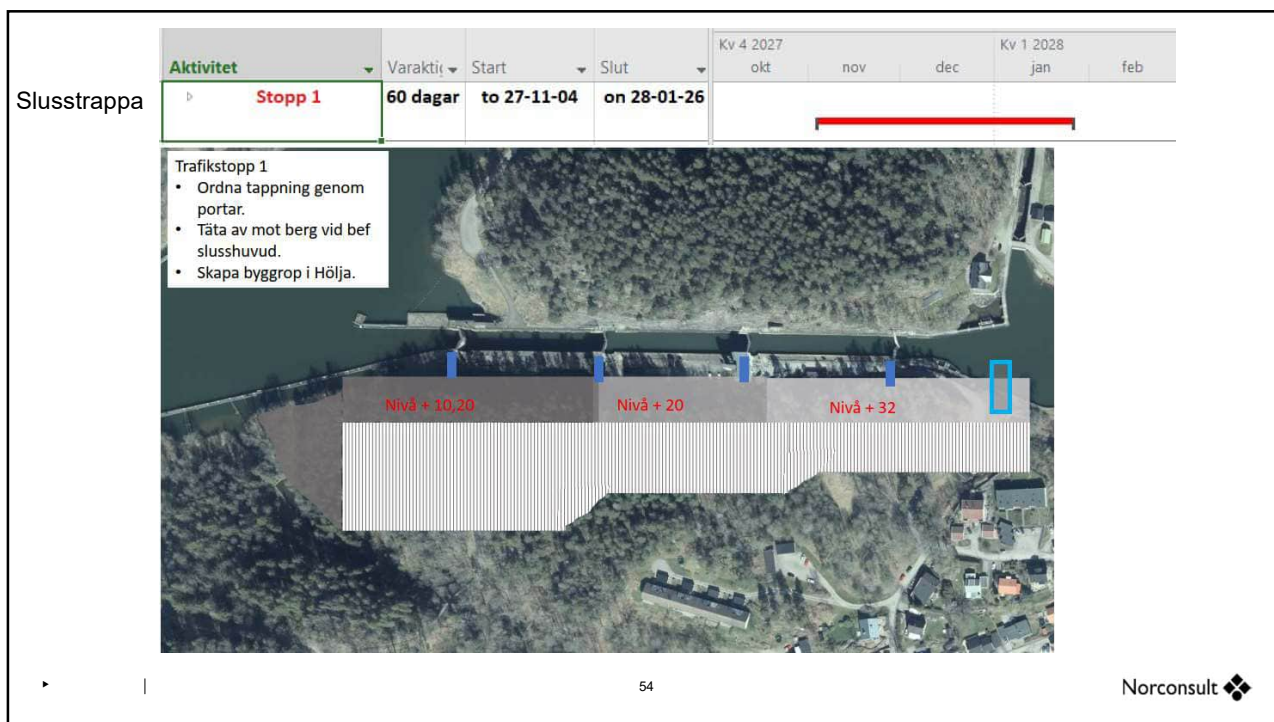 Slusstrappa
Kv 4 2027 Kv 1 2028
Aktivitet Varaktiç Start Slut okt nov dec jan feb
Stopp 1 60 dagar to 27-11-04 on 28-01-26
Trafikstopp 1
• Ordna tappning genom
portar.
• Täta av mot berg vid bef
slusshuvud.
• Skapa byggrop i Hölja.
Nivå + 10,20 Nivå + 20 Nivå + 32
54
Norconsult